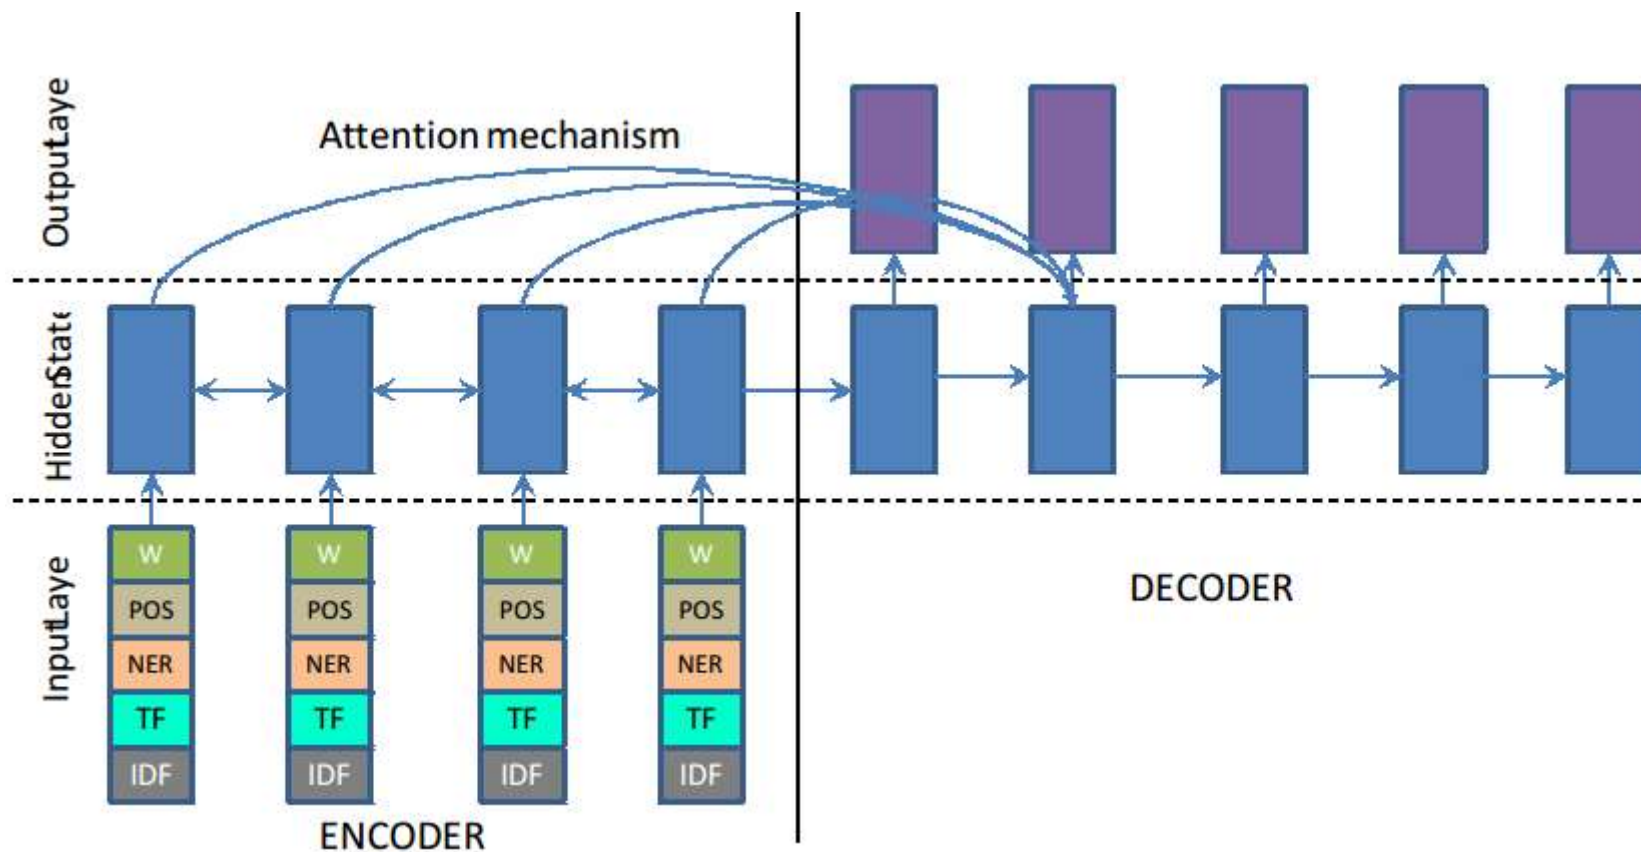 Attention mechanism
OutputLaye
HiddenState
InputLaye
W W W W
POS POS POS POS
NER NER NER NER
TF TF TF TF
IDF IDF IDF IDF
DECODER
ENCODER